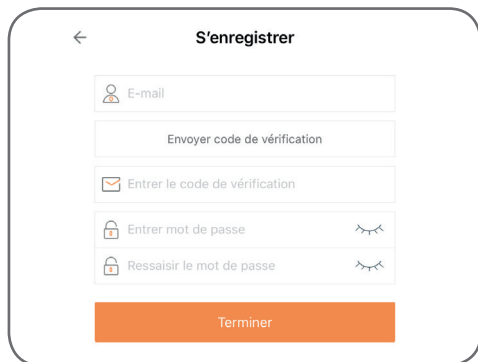 S'enregistrer
E-mail
Envoyer code de vérification
Entrer le code de vérification
Entrer mot de passe
Ressaisir le mot de passe
Terminer